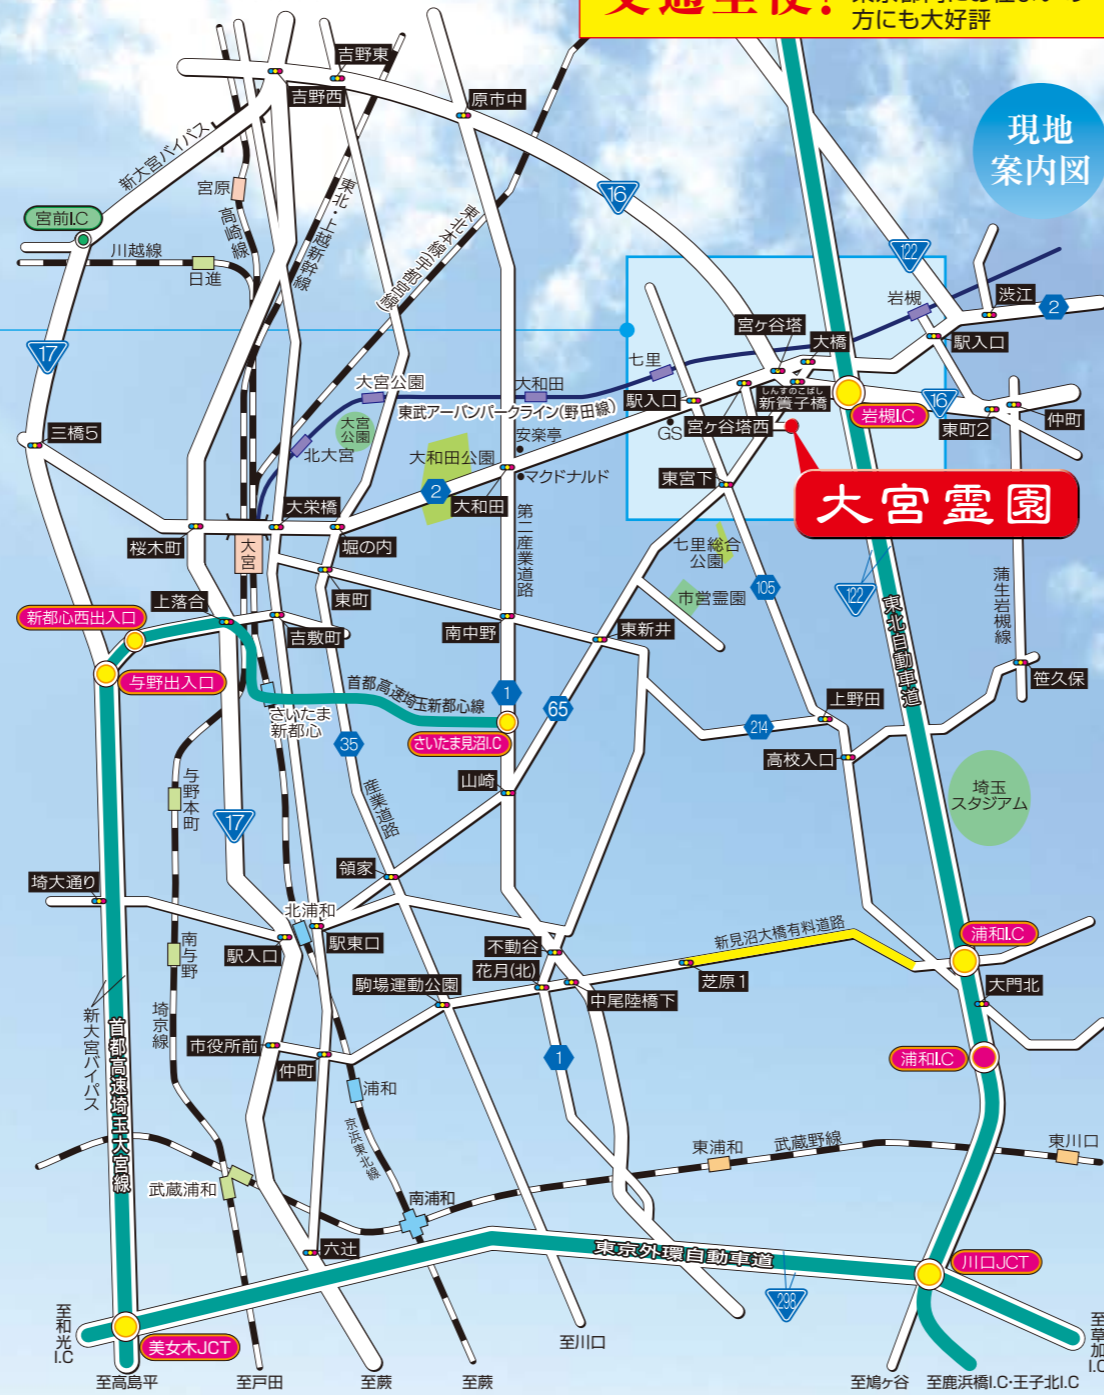 方にも大好評
現地
案内図
吉野東
吉野西
原市中
新大宮バイパス
宮原
高崎線
東北・上越新幹線
東北本線(宇都宮線)
16
122
宮前I.C
川越線
日進
岩槻
渋江
2
宮ヶ谷塔
大橋
駅入口
17
大宮公園
大和田
七里
しんすのこばし
新簀子橋
東武アーバンパークライン(野田線)
駅入口
岩槻I.C
16
東町2
仲町
三橋5
大宮
公園
北大宮
安楽亭
大和田公園
マクドナルド
GS
宮ヶ谷塔西
東宮下
2
大和田
大宮霊園
大栄橋
桜木町
大宮
堀の内
第二産業道路
七里総合
公園
105
122
蒲生岩槻線
東町
市営霊園
東北自動車道
新都心西出入口
上落合
吉敷町
南中野
東新井
与野出入口
首都高速埼玉新都心線
1
65
笹久保
さいたま
新都心
35
さいたま見沼I.C
214
上野田
高校入口
山崎
与野本町
産業道路
埼玉
スタジアム
17
領家
埼大通り
北浦和
駅入口
駅東口
不動谷
新見沼大橋有料道路
浦和I.C
南与野
花月(北)
芝原1
駒場運動公園
中尾陸橋下
大門北
新大宮バイパス
首都高速埼玉大宮線
埼京線
市役所前
仲町
1
浦和I.C
浦和
京浜東北線
東浦和
武蔵野線
東川口
武蔵浦和
南浦和
六辻
東京外環自動車道
川口JCT
298
至和光I.C
美女木JCT
至川口
至草加I.C
至高島平
至戸田
至蕨
至蕨
至鳩ヶ谷
至鹿浜橋I.C・王子北I.C